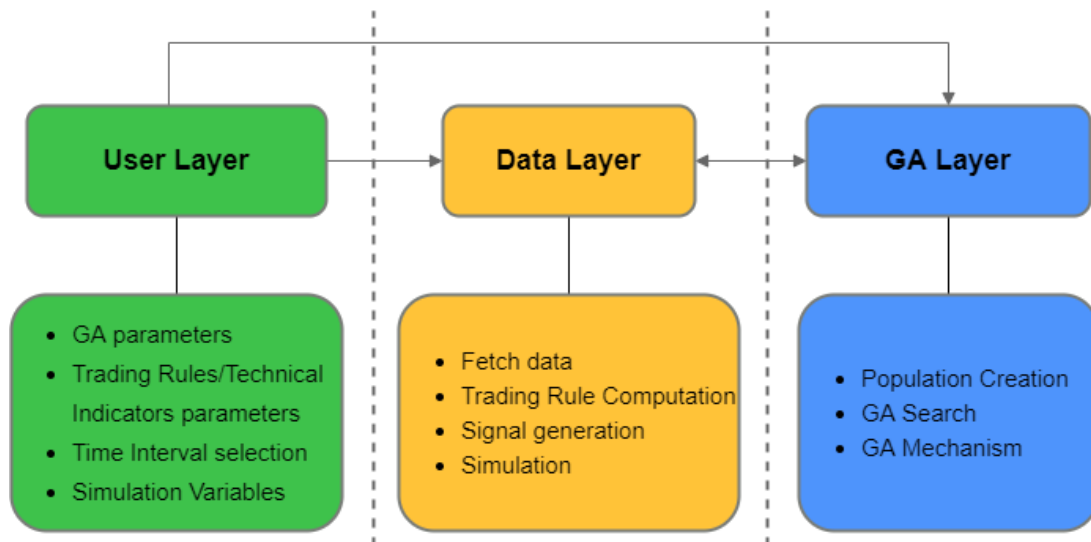 User Layer
Data Layer
GA Layer
• GA parameters
• Trading Rules/Technical
Indicators parameters
• Time Interval selection
• Simulation Variables
• Fetch data
• Trading Rule Computation
• Signal generation
• Simulation
• Population Creation
• GA Search
• GA Mechanism